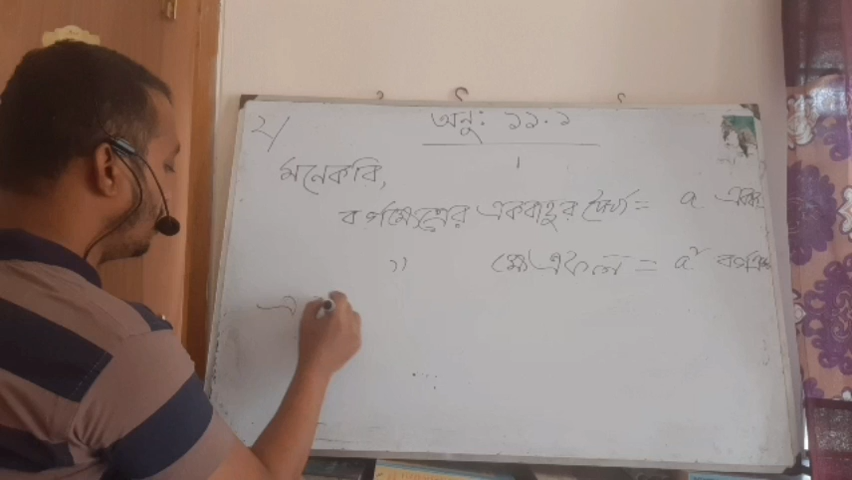 অনু: ১১.১
২।
মনেকরি,
বর্গক্ষেত্রের একবাহুর দৈর্ঘ্য = a একক
" ক্ষেত্রফল = a² বর্গএকক